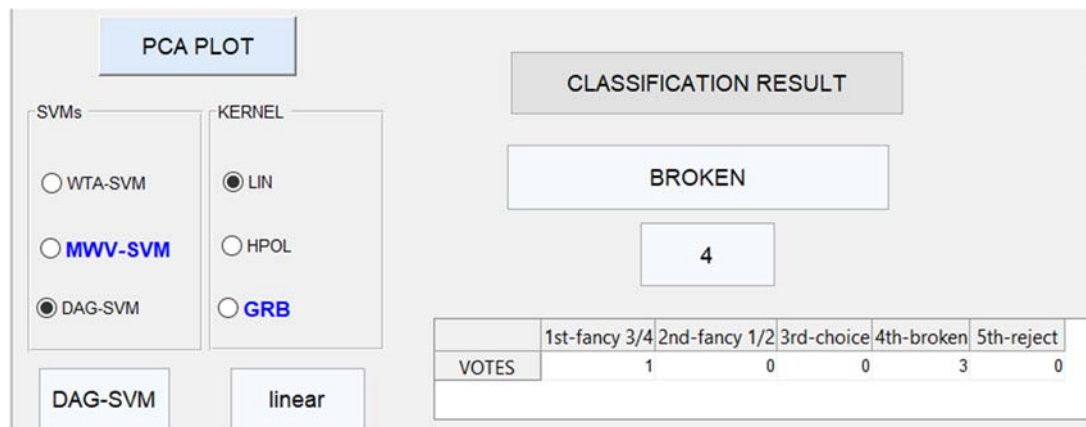 PCA PLOT
CLASSIFICATION RESULT
SVMs
KERNEL
WTA-SVM
LIN
MWV-SVM
HPOL
DAG-SVM
GRB
BROKEN
4
1st-fancy 3/4 2nd-fancy 1/2 3rd-choice 4th-broken 5th-reject
VOTES 1 0 0 3 0
DAG-SVM
linear